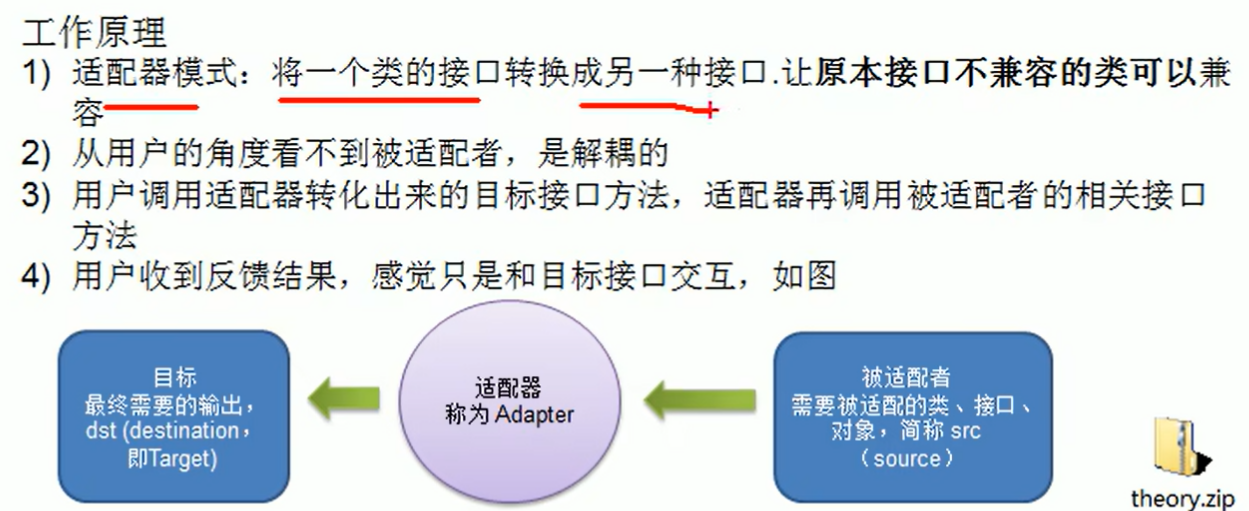 工作原理
1) 适配器模式：将一个类的接口转换成另一种接口.让原本接口不兼容的类可以兼
容
2) 从用户的角度看不到被适配者，是解耦的
3) 用户调用适配器转化出来的目标接口方法，适配器再调用被适配者的相关接口
方法
4) 用户收到反馈结果，感觉只是和目标接口交互，如图
目标
最终需要的输出，
dst (destination，
即Target)
适配器
称为 Adapter
被适配者
需要被适配的类、接口、
对象，简称 src
（source）
theory.zip